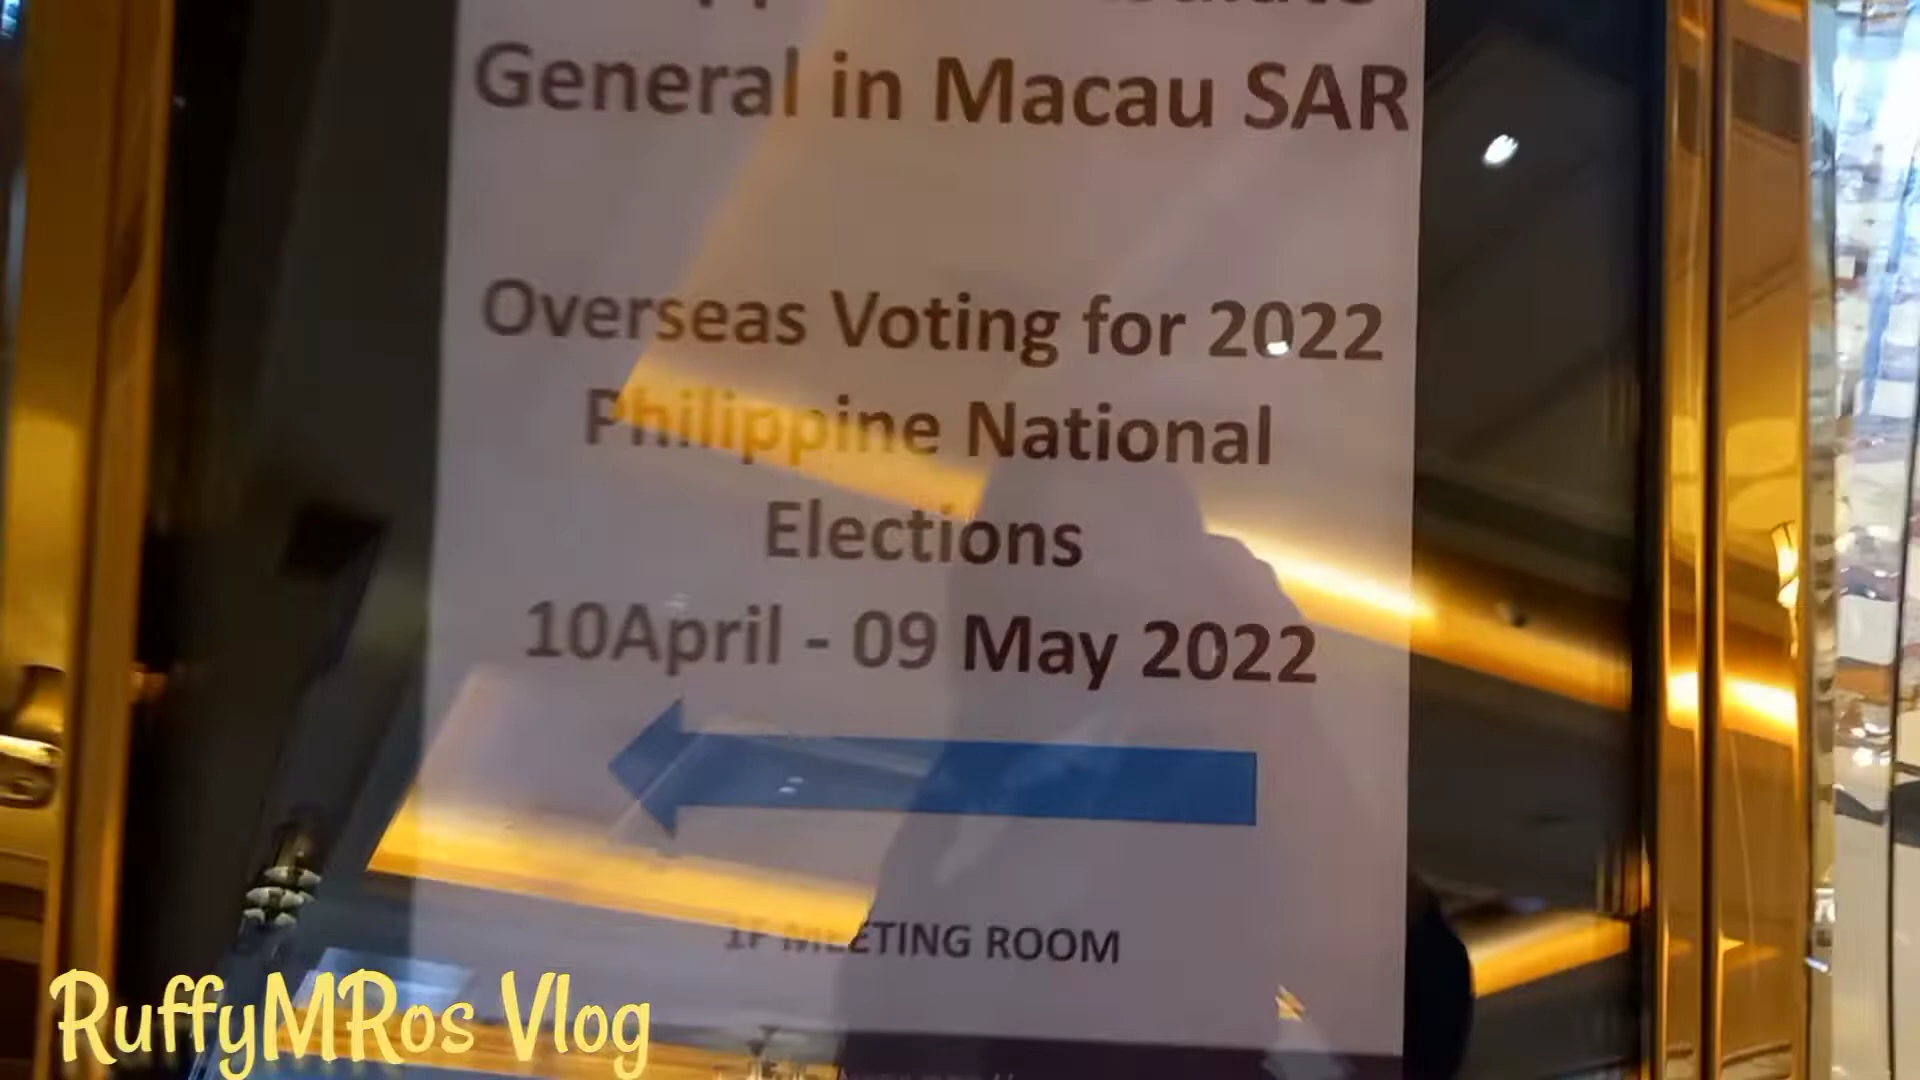 General in Macau SAR
Overseas Voting for 2022
Philippine National
Elections
10April - 09 May 2022
1F MEETING ROOM
RuffyMRos Vlog